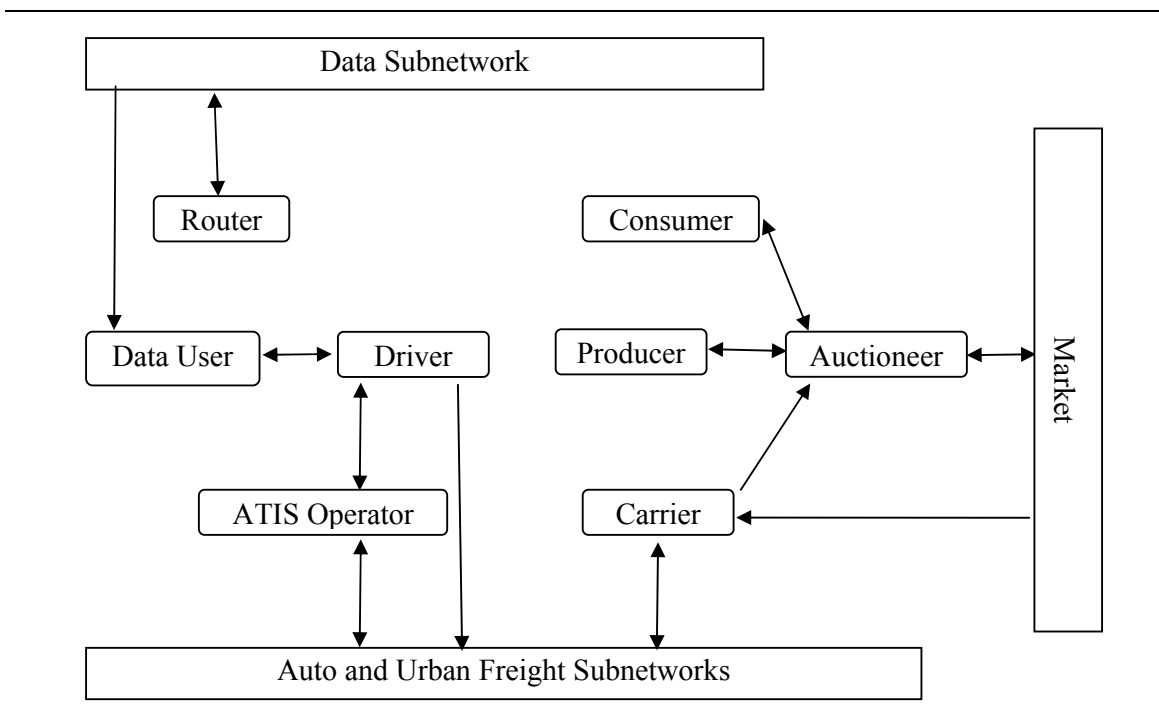 Data Subnetwork
Router
Consumer
Data User
Driver
Producer
Auctioneer
Market
ATIS Operator
Carrier
Auto and Urban Freight Subnetworks